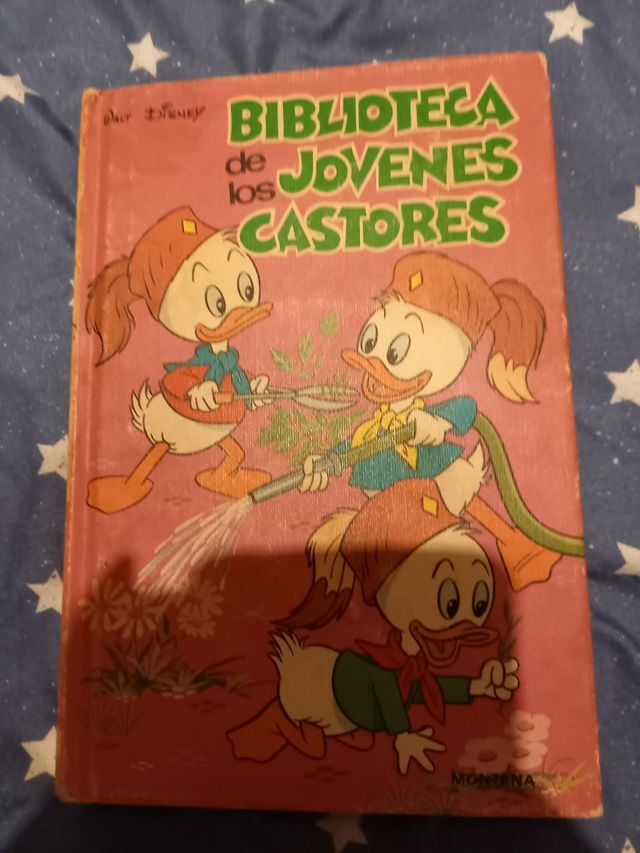 WALT DISNEY
BIBLIOTECA
de los JOVENES
CASTORES
MONTENA